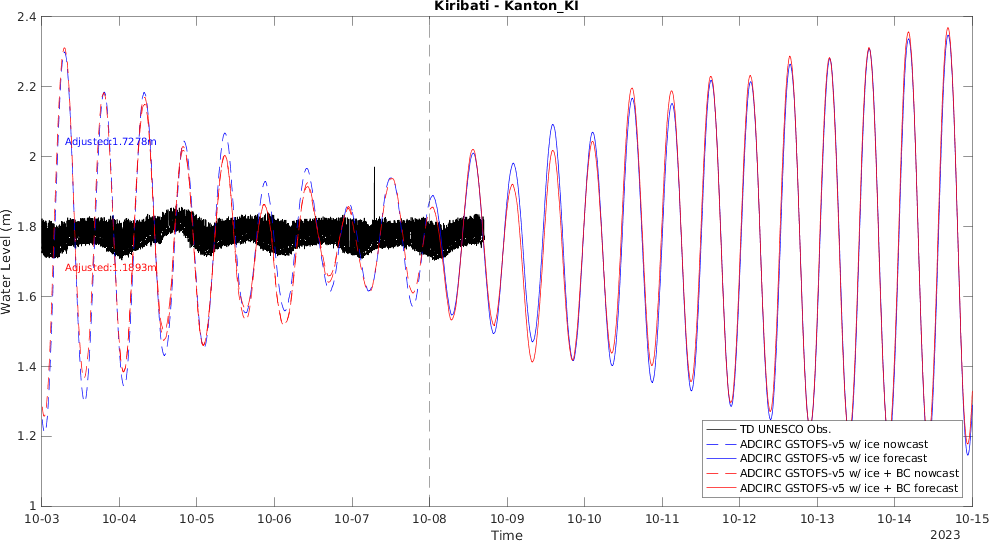 Kiribati - Kanton_KI
2.4
2.2
2
1.8
1.6
1.4
1.2
1
Water Level (m)
Adjusted:1.7278m
Adjusted:1.1893m
TD UNESCO Obs.
ADCIRC GSTOFS-v5 w/ ice nowcast
ADCIRC GSTOFS-v5 w/ ice forecast
ADCIRC GSTOFS-v5 w/ ice + BC nowcast
ADCIRC GSTOFS-v5 w/ ice + BC forecast
10-03 10-04 10-05 10-06 10-07 10-08 10-09 10-10 10-11 10-12 10-13 10-14 10-15
Time
2023